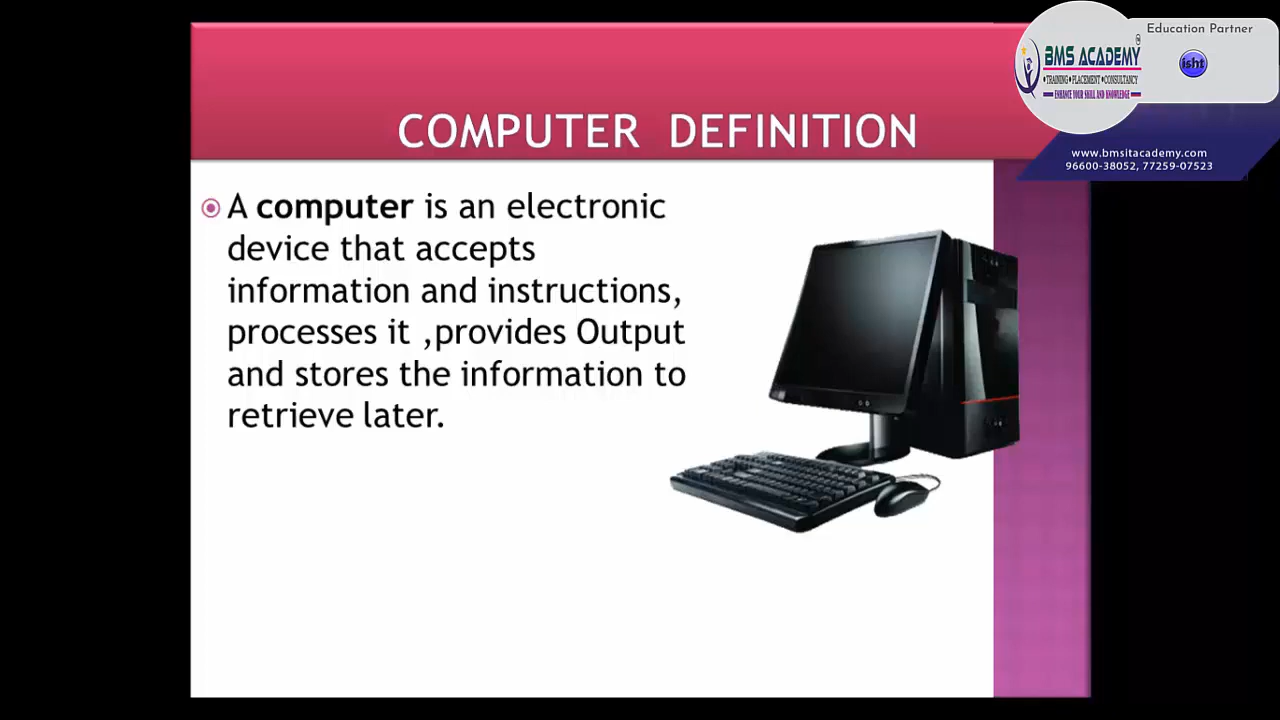 Education Partner
BMS ACADEMY
•TRAINING•PLACEMENT•CONSULTANCY
ENHANCE YOUR SKILL AND KNOWLEDGE
isht
www.bmsitacademy.com
96600-38052, 77259-07523
COMPUTER DEFINITION
A computer is an electronic
device that accepts
information and instructions,
processes it ,provides Output
and stores the information to
retrieve later.